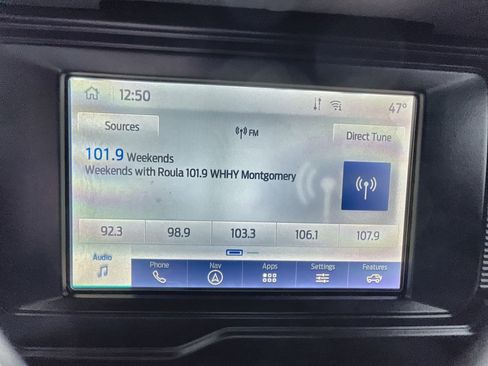 12:50
47°
Sources
FM
Direct Tune
101.9 Weekends
Weekends with Roula 101.9 WHHY Montgomery
92.3 98.9 103.3 106.1 107.9
Audio Phone Nav Apps Settings Features